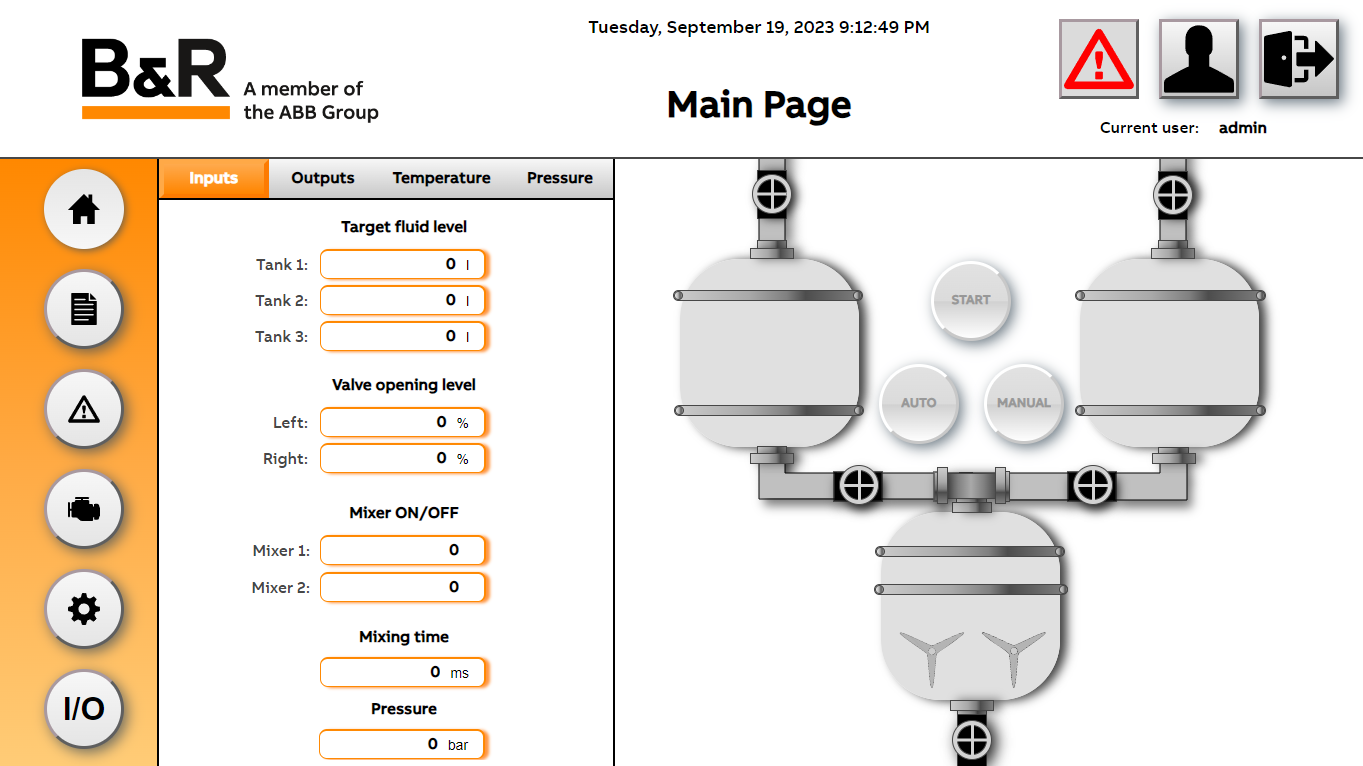 Tuesday, September 19, 2023 9:12:49 PM
B&R
A member of
the ABB Group
Main Page
Current user: admin
Inputs Outputs Temperature Pressure
Target fluid level
Tank 1: 0 l
Tank 2: 0 l
Tank 3: 0 l
Valve opening level
Left: 0 %
Right: 0 %
Mixer ON/OFF
Mixer 1: 0
Mixer 2: 0
Mixing time
0 ms
Pressure
0 bar
I/O
START
AUTO MANUAL